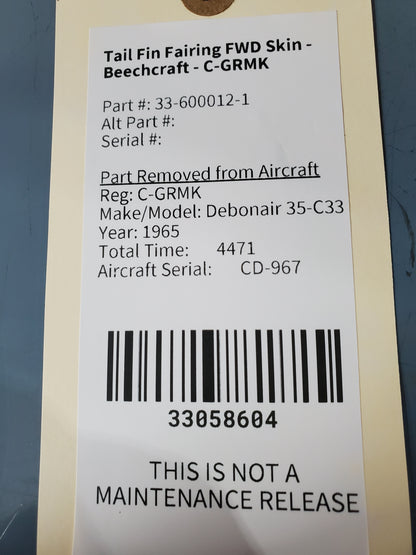 Tail Fin Fairing FWD Skin -
Beechcraft - C-GRMK
Part #: 33-600012-1
Alt Part #:
Serial #:
Part Removed from Aircraft
Reg: C-GRMK
Make/Model: Debonair 35-C33
Year: 1965
Total Time: 4471
Aircraft Serial: CD-967
33058604
THIS IS NOT A
MAINTENANCE RELEASE